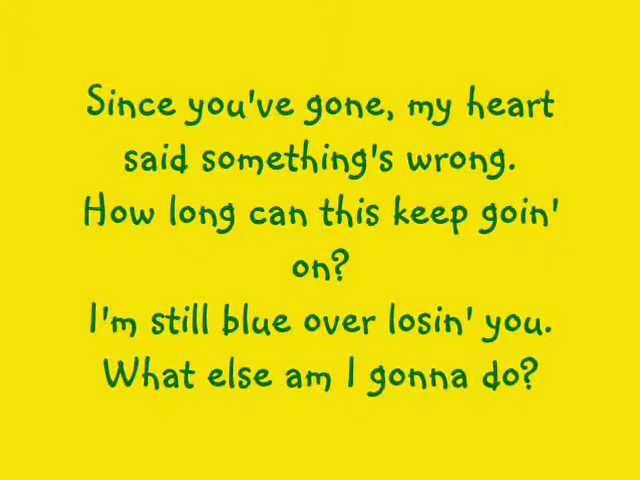 Since you've gone, my heart
said something's wrong.
How long can this keep goin'
on?
I'm still blue over losin' you.
What else am I gonna do?